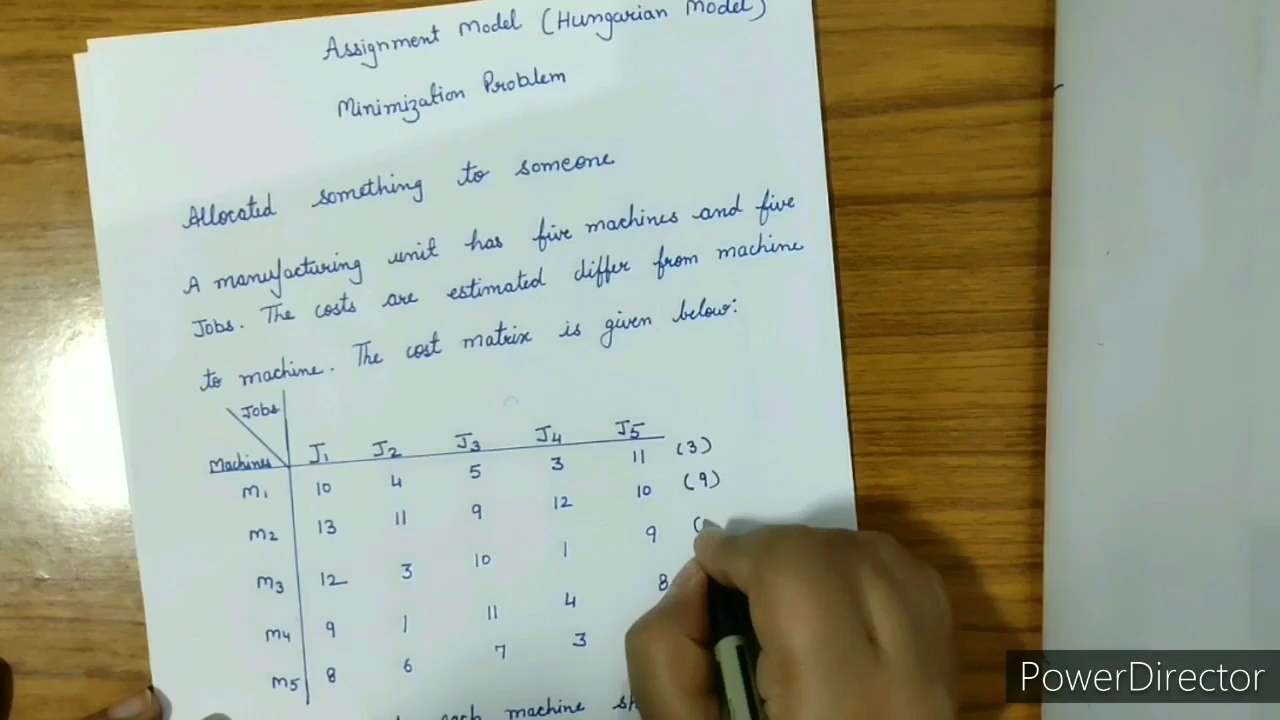 Assignment Model (Hungarian Model)
Minimization Problem
Allocated something to someone
A manufacturing unit has five machines and five
Jobs. The costs are estimated differ from machine
to machine. The cost matrix is given below:
Jobs
Machines J1 J2 J3 J4 J5
M1 10 4 5 3 11 (3)
M2 13 11 9 12 10 (9)
M3 12 3 10 1 9 (
M4 9 1 11 4 8
M5 8 6 7 3
each machine
PowerDirector